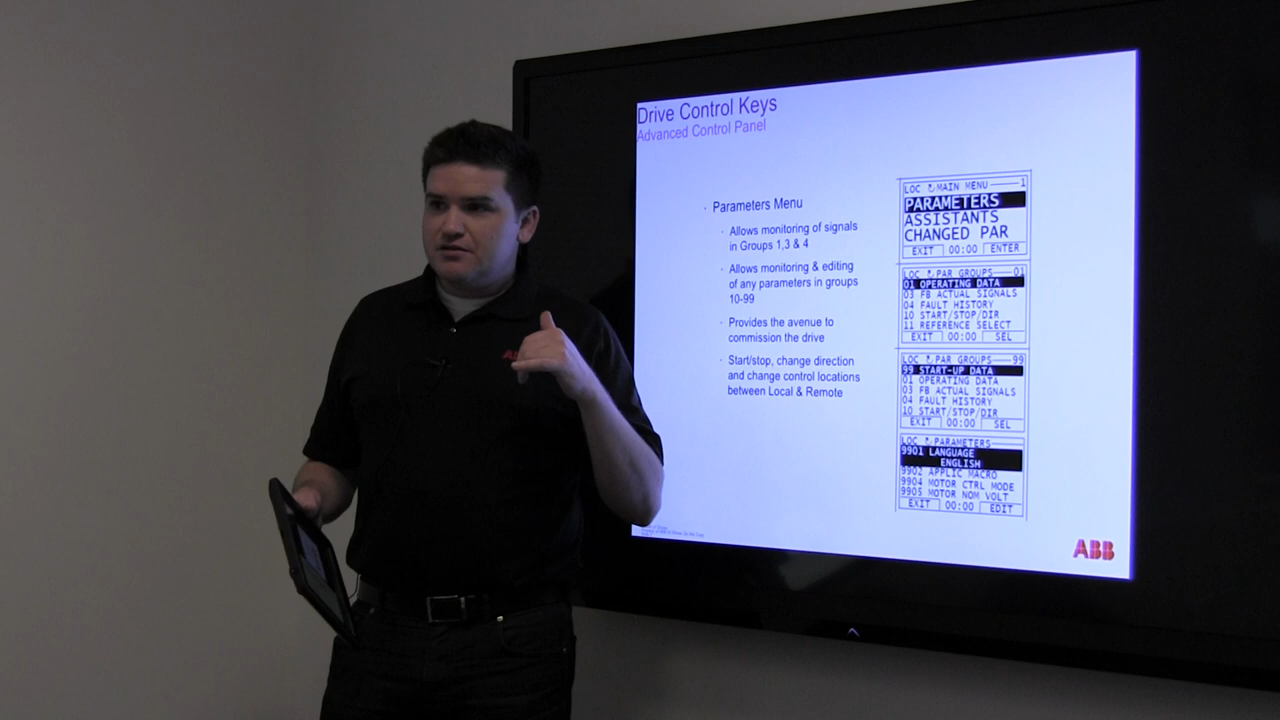 Drive Control Keys
Advanced Control Panel
· Parameters Menu
· Allows monitoring of signals
in Groups 1,3 & 4
· Allows monitoring & editing
of any parameters in groups
10-99
· Provides the avenue to
commission the drive
· Start/stop, change direction
and change control locations
between Local & Remote
LOC ↻ MAIN MENU 1
PARAMETERS
ASSISTANTS
CHANGED PAR
EXIT 00:00 ENTER
LOC ↻ PAR GROUPS 01
01 OPERATING DATA
03 FB ACTUAL SIGNALS
04 FAULT HISTORY
10 START/STOP/DIR
11 REFERENCE SELECT
EXIT 00:00 SEL
LOC ↻ PAR GROUPS 99
99 START-UP DATA
01 OPERATING DATA
03 FB ACTUAL SIGNALS
04 FAULT HISTORY
10 START/STOP/DIR
EXIT 00:00 SEL
LOC ↻ PARAMETERS
9901 LANGUAGE
ENGLISH
9902 APPLIC MACRO
9904 MOTOR CTRL MODE
9905 MOTOR NOM VOLT
EXIT 00:00 EDIT
ABB